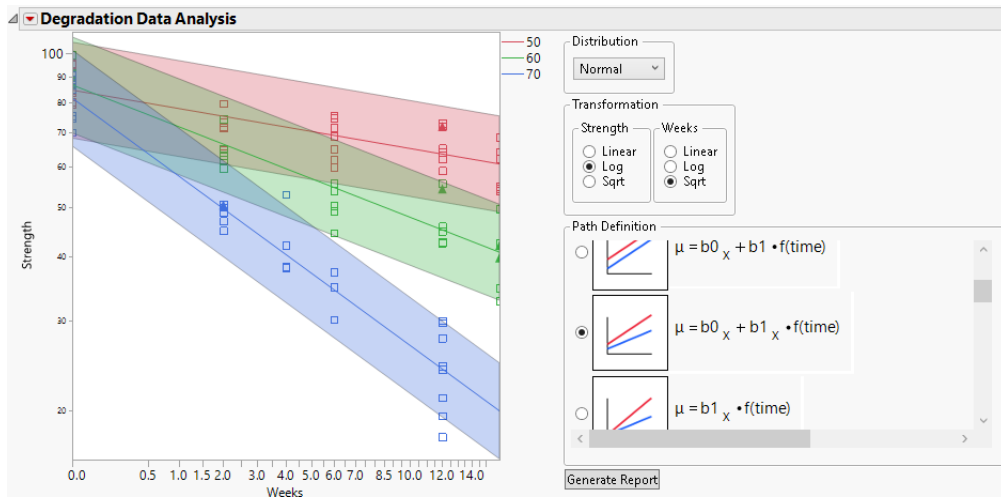 Degradation Data Analysis
100
90
80
70
60
50
40
30
20
Strength
0.0 0.5 1.0 1.5 2.0 3.0 4.0 5.0 6.0 7.0 8.5 10.0 12.0 14.0
Weeks
50
60
70
Distribution
Normal
Transformation
Strength Weeks
Linear Linear
Log Log
Sqrt Sqrt
Path Definition
μ = b0 X + b1 • f(time)
μ = b0 X + b1 X • f(time)
μ = b1 X • f(time)
Generate Report